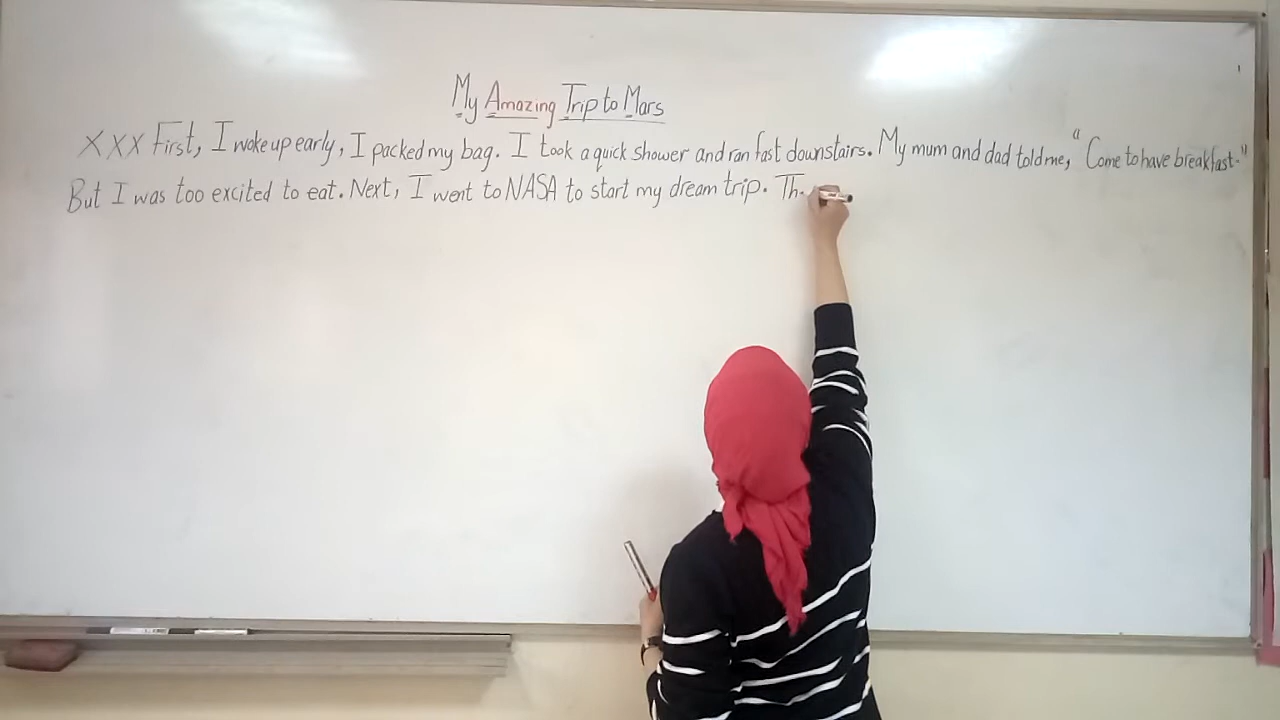 My Amazing Trip to Mars
XXX First, I woke up early, I packed my bag. I took a quick shower and ran fast downstairs. My mum and dad told me, "Come to have breakfast."
But I was too excited to eat. Next, I went to NASA to start my dream trip. Th